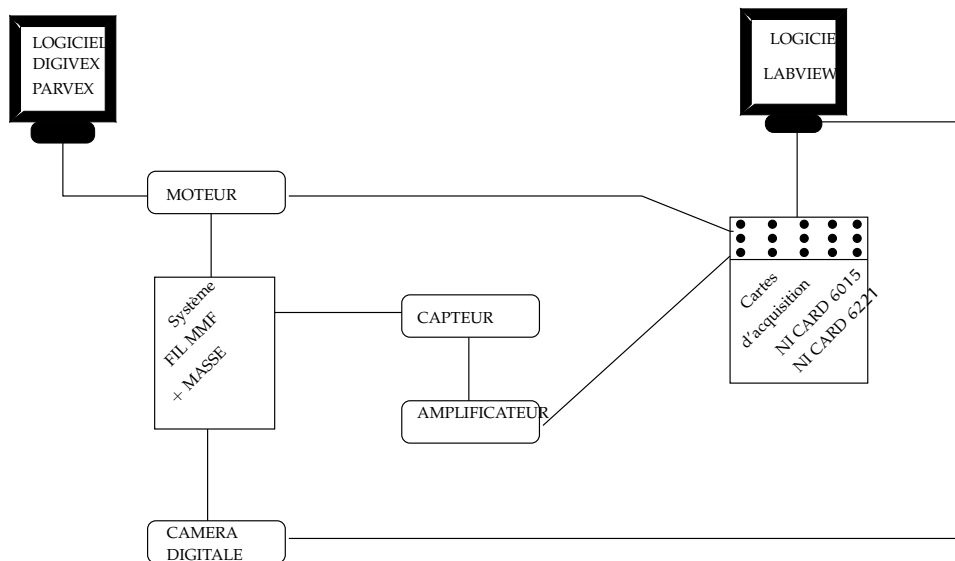 LOGICIEL
DIGIVEX
PARVEX
LOGICIE
LABVIEW
MOTEUR
Système
FIL MMF
+ MASSE
CAPTEUR
AMPLIFICATEUR
Cartes
d'acquisition
NI CARD 6015
NI CARD 6221
CAMERA
DIGITALE